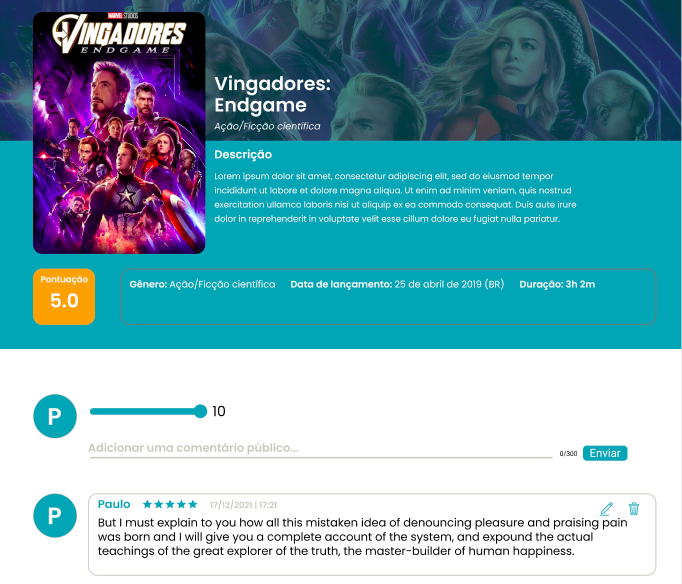 MARVEL STUDIOS
VINGADORES
ENDGAME
Vingadores:
Endgame
Ação/Ficção científica
Descrição
Lorem ipsum dolor sit amet, consectetur adipiscing elit, sed do eiusmod tempor
incididunt ut labore et dolore magna aliqua. Ut enim ad minim veniam, quis nostrud
exercitation ullamco laboris nisi ut aliquip ex ea commodo consequat. Duis aute irure
dolor in reprehenderit in voluptate velit esse cillum dolore eu fugiat nulla pariatur.
Pontuação
5.0
Gênero: Ação/Ficção científica Data de lançamento: 25 de abril de 2019 (BR) Duração: 3h 2m
P
10
Adicionar uma comentário público...
0/300
Enviar
P
Paulo 17/12/2021 | 17:21
But I must explain to you how all this mistaken idea of denouncing pleasure and praising pain
was born and I will give you a complete account of the system, and expound the actual
teachings of the great explorer of the truth, the master-builder of human happiness.